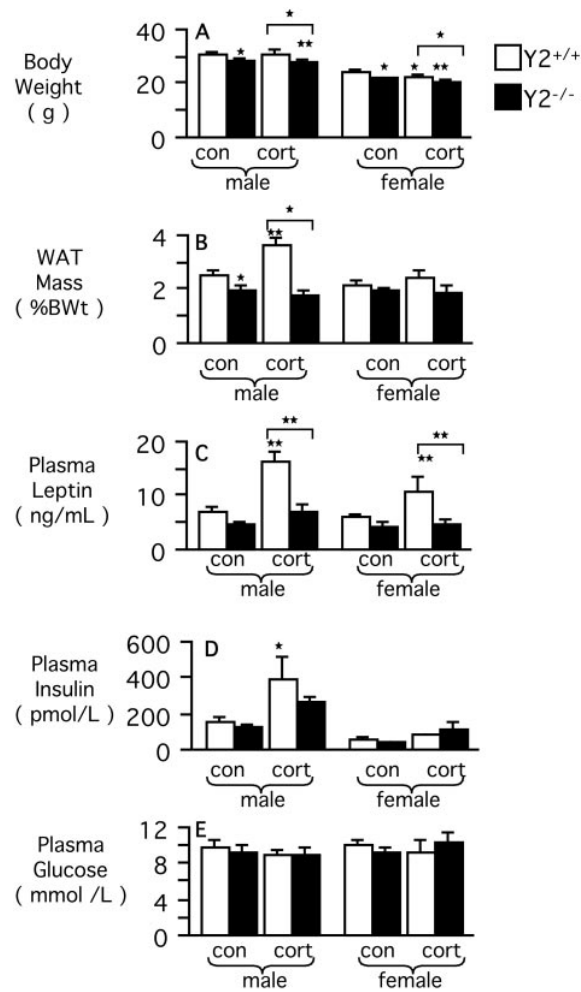 A
40
20
0
Body
Weight
( g )
★
★
★★
★
★
★
★★
Y2+/+
Y2-/-
con cort con cort
male female
B
4
2
0
WAT
Mass
( %BWt )
★
★★
★
con cort con cort
male female
C
20
10
0
Plasma
Leptin
( ng/mL )
★★
★★
★★
★★
con cort con cort
male female
D
600
400
200
0
Plasma
Insulin
( pmol/L )
★
con cort con cort
male female
E
12
8
4
0
Plasma
Glucose
( mmol /L )
con cort con cort
male female